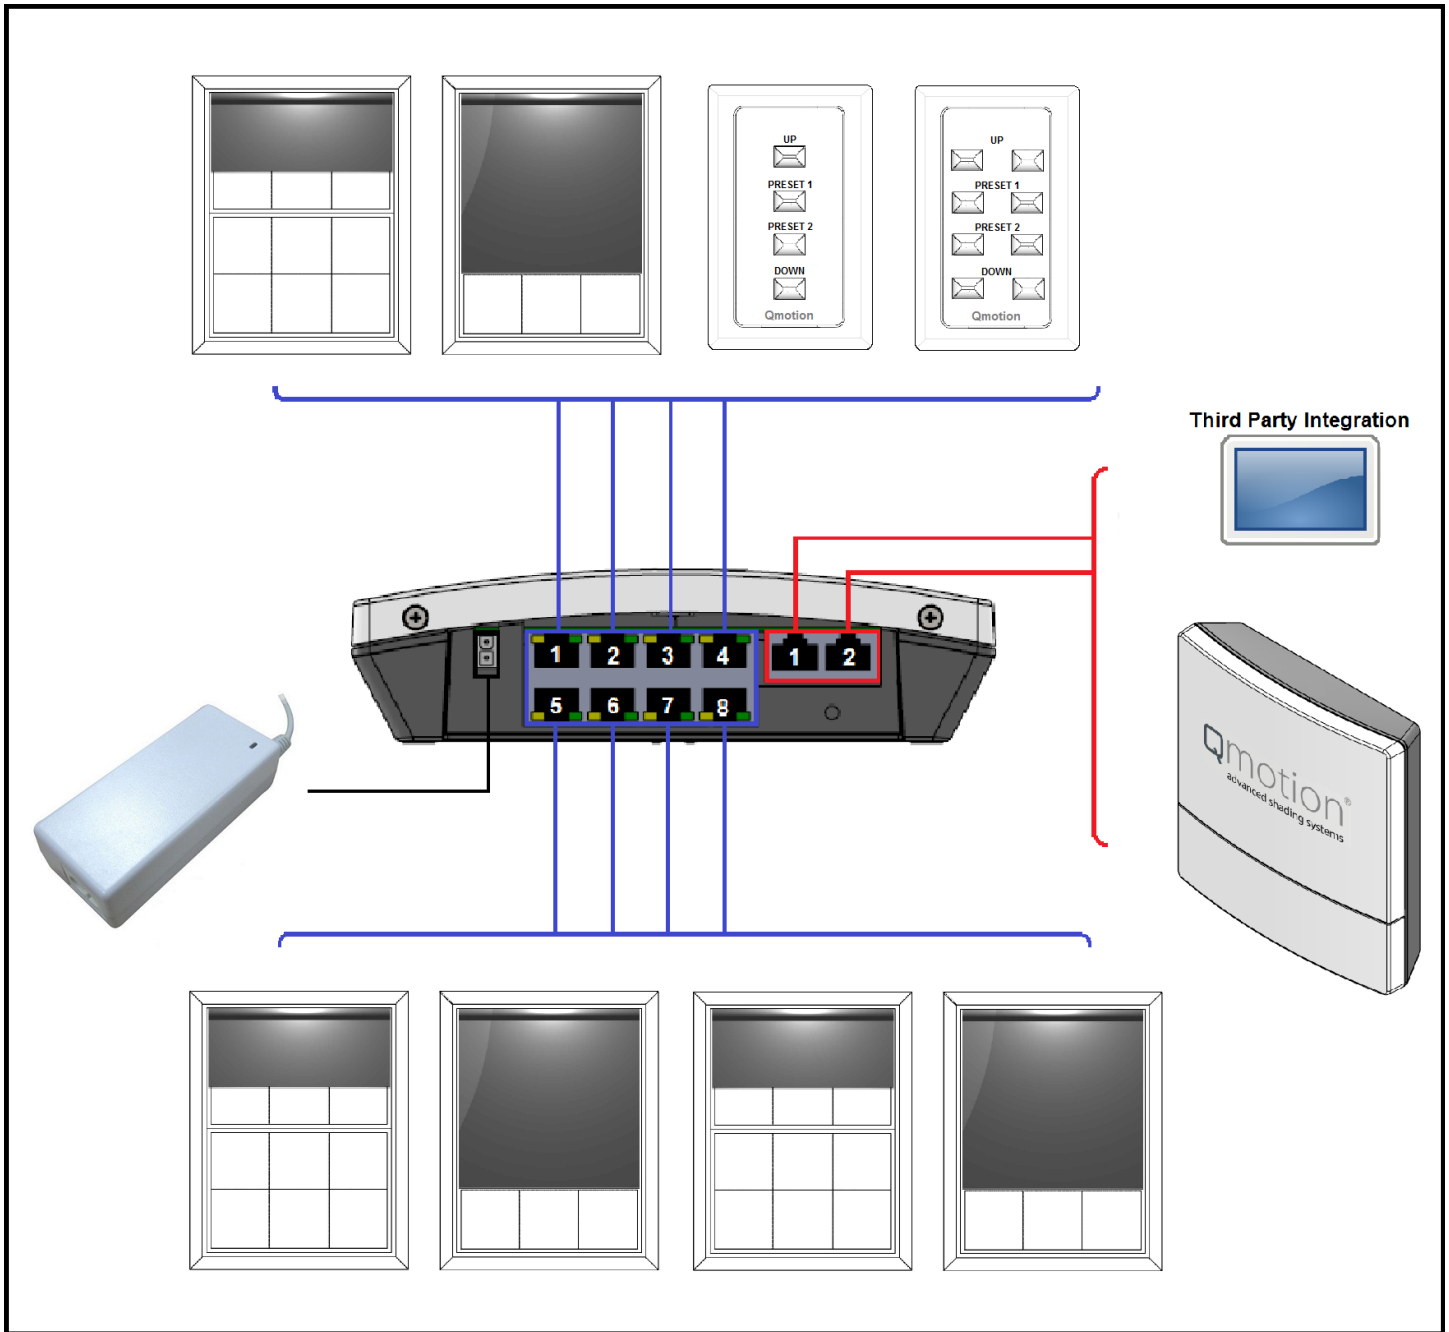 UP
PRESET 1
PRESET 2
DOWN
Qmotion
UP
PRESET 1
PRESET 2
DOWN
Qmotion
Third Party Integration
1 2 3 4
1 2
5 6 7 8
Qmotion®
advanced shading systems